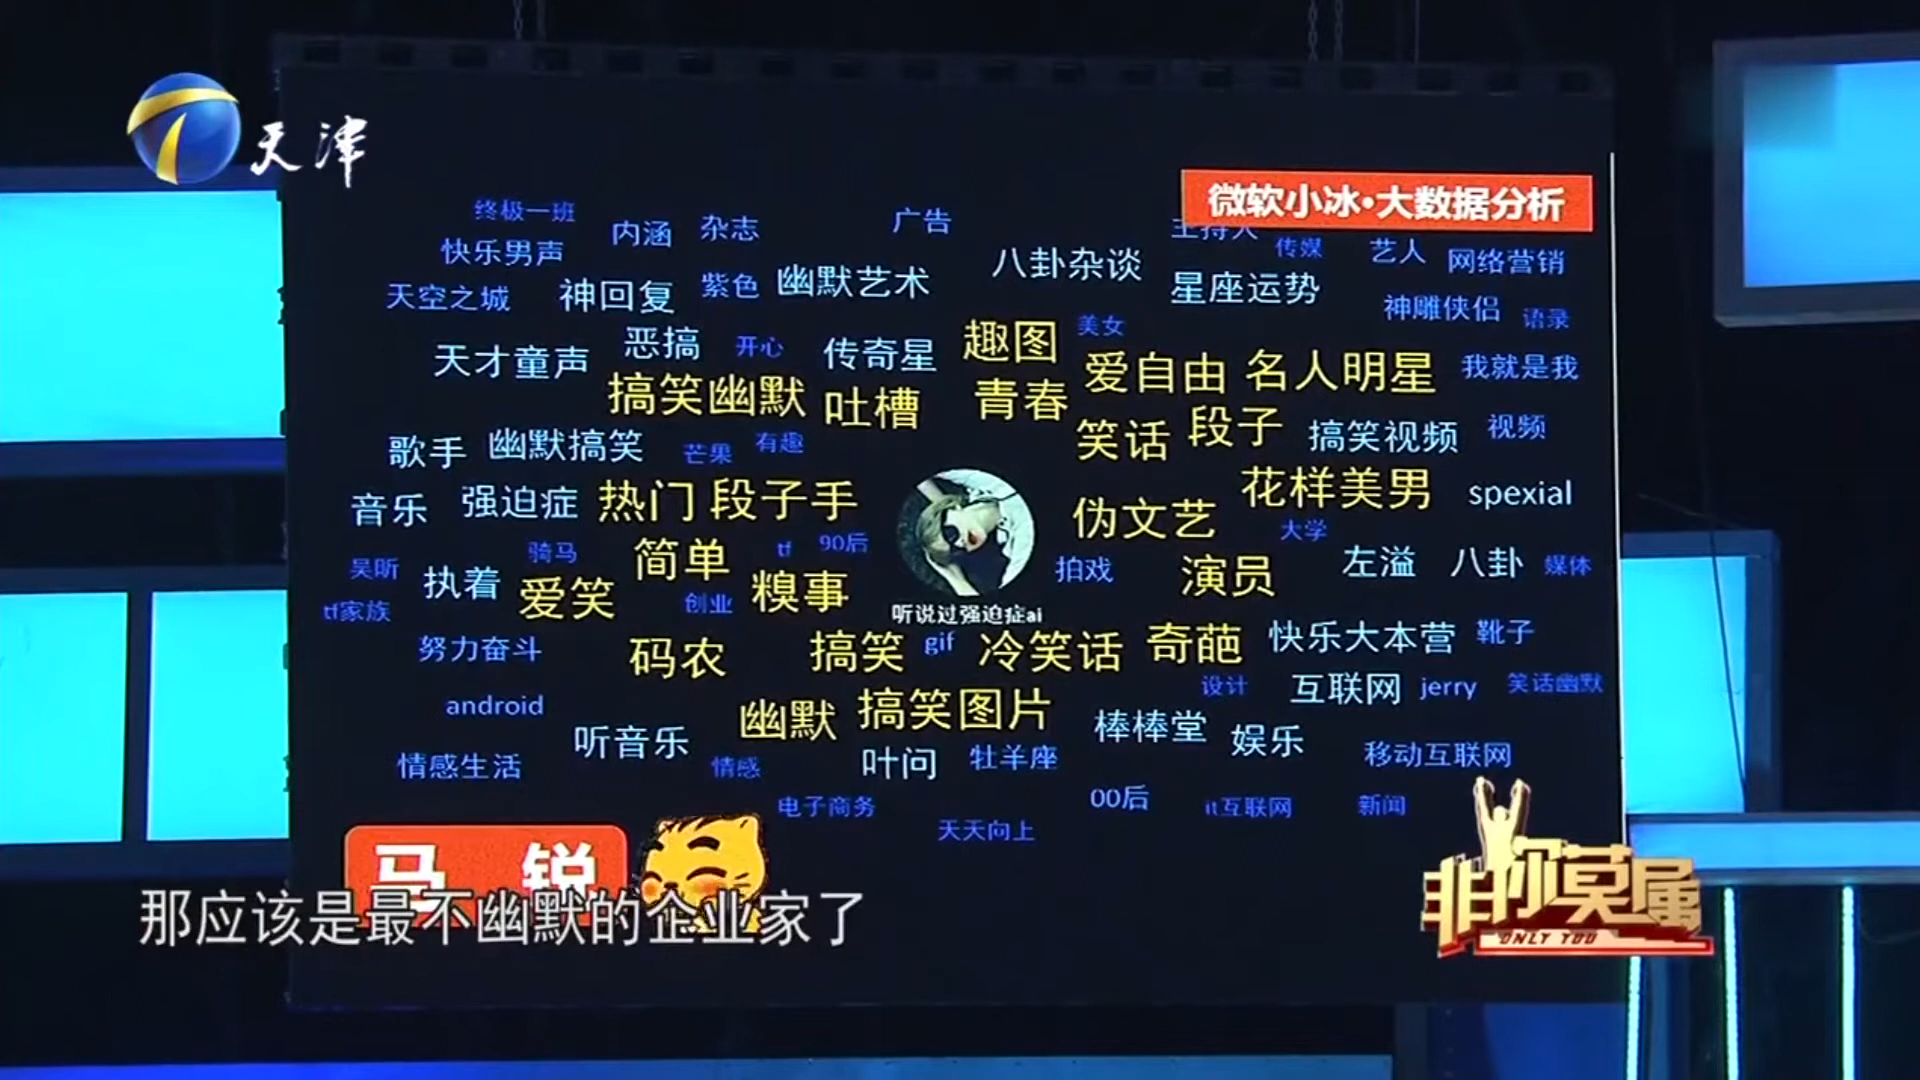 天津
微软小冰•大数据分析
终极一班 内涵 杂志 广告 主持人
快乐男声 八卦杂谈 传媒 艺人 网络营销
天空之城 神回复 紫色 幽默艺术 星座运势 神雕侠侣 语录
天才童声 恶搞 开心 传奇星 趣图 美女 爱自由 名人明星 我就是我
搞笑幽默 吐槽 青春
歌手 幽默搞笑 芒果 有趣 笑话 段子 搞笑视频 视频
音乐 强迫症 热门 段子手 伪文艺 花样美男 spexial
吴昕 骑马 简单 tf 90后 大学
执着 爱笑 创业 糗事 拍戏 演员 左溢 八卦 媒体
tf家族 听说过强迫症ai
努力奋斗 码农 搞笑 gif 冷笑话 奇葩 快乐大本营 靴子
android 幽默 搞笑图片 设计 互联网 jerry 笑话幽默
听音乐 棒棒堂 娱乐
情感生活 情感 叶问 牡羊座 移动互联网
电子商务 00后 it互联网 新闻
天天向上
马锐
那应该是最不幽默的企业家了
非你莫属
ONLY YOU